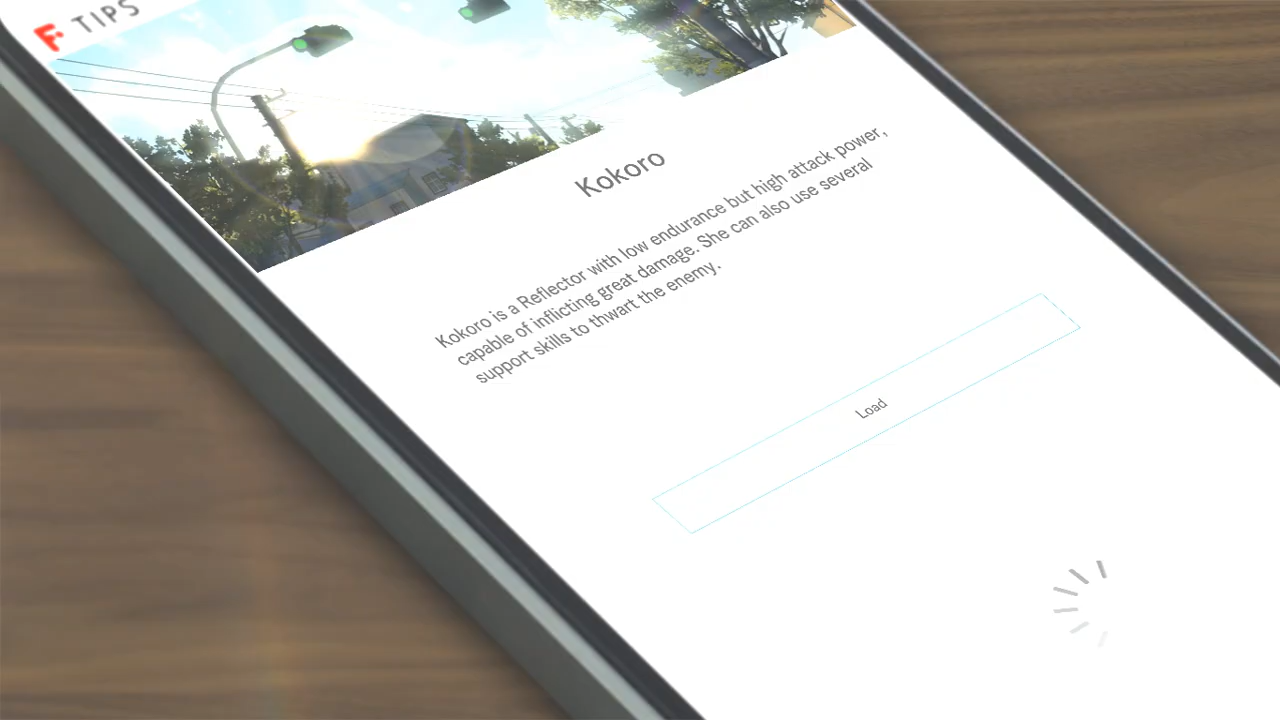 F TIPS
Kokoro
Kokoro is a Reflector with low endurance but high attack power,
capable of inflicting great damage. She can also use several
support skills to thwart the enemy.
Load